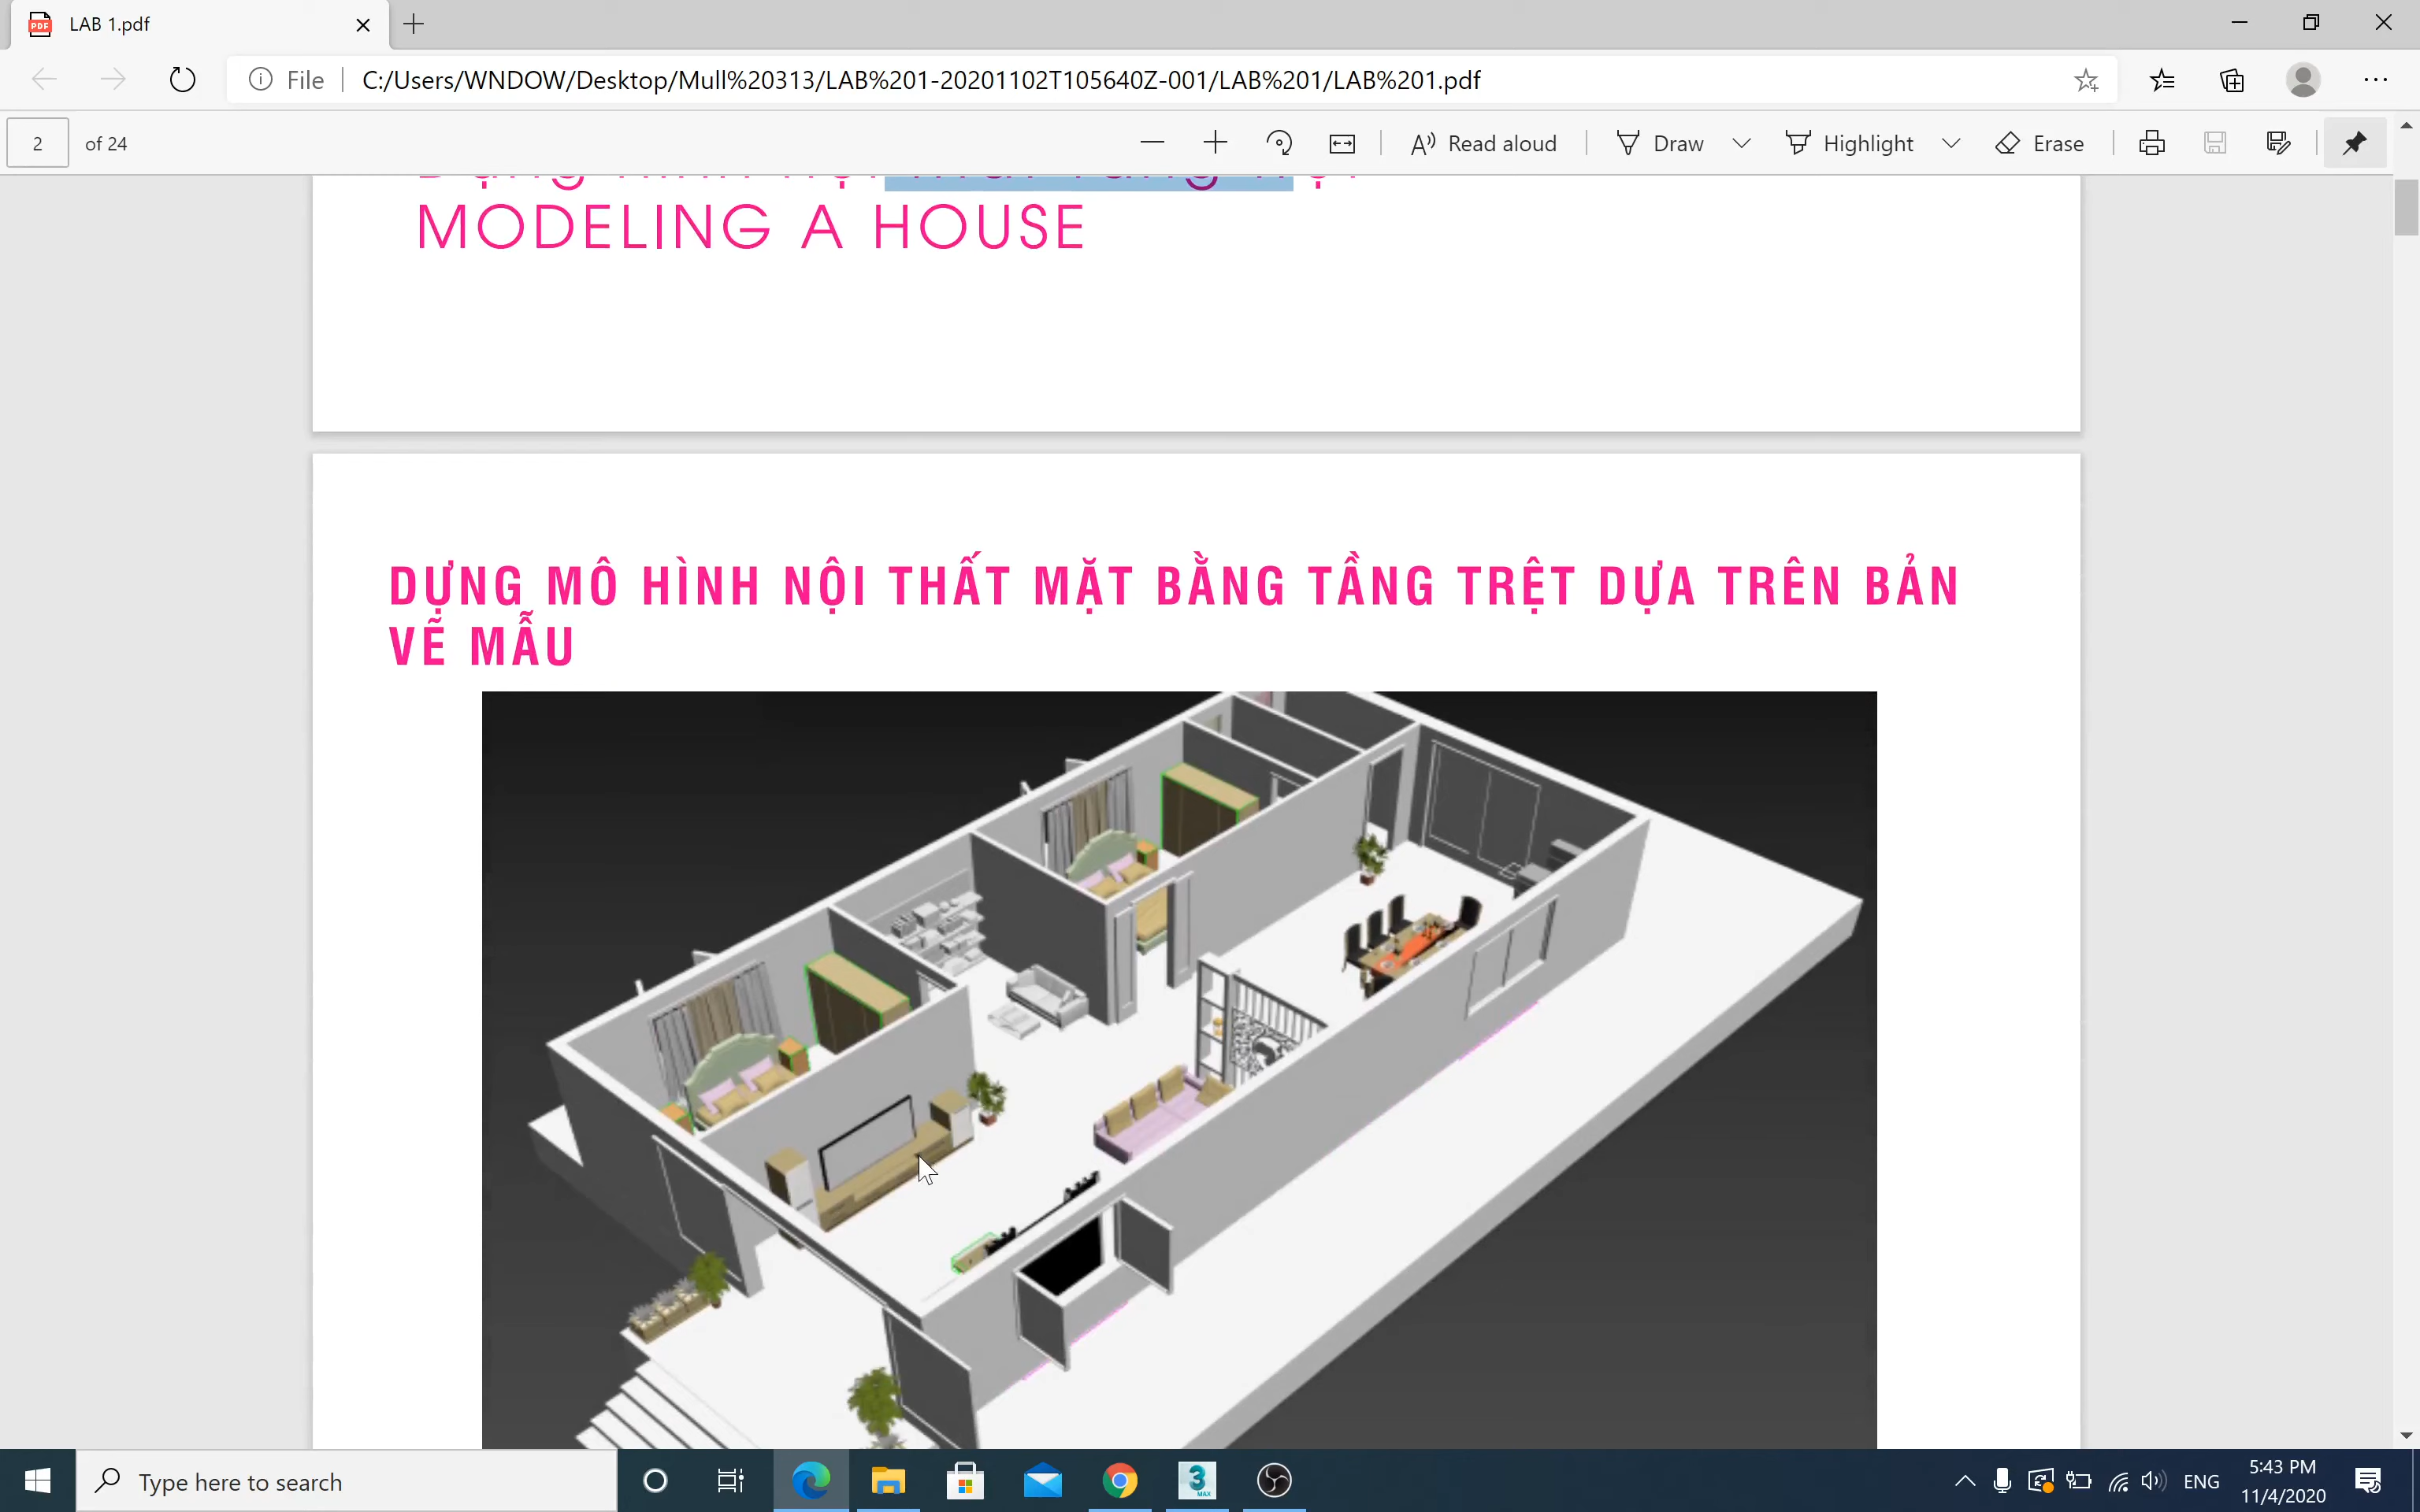 LAB 1.pdf
File
C:/Users/WNDOW/Desktop/Mull%20313/LAB%201-20201102T105640Z-001/LAB%201/LAB%201.pdf
2 of 24
Read aloud
Draw
Highlight
Erase
MODELING A HOUSE
DỰNG MÔ HÌNH NỘI THẤT MẶT BẰNG TẦNG TRỆT DỰA TRÊN BẢN
VẼ MẪU
Type here to search
ENG
5:43 PM
11/4/2020